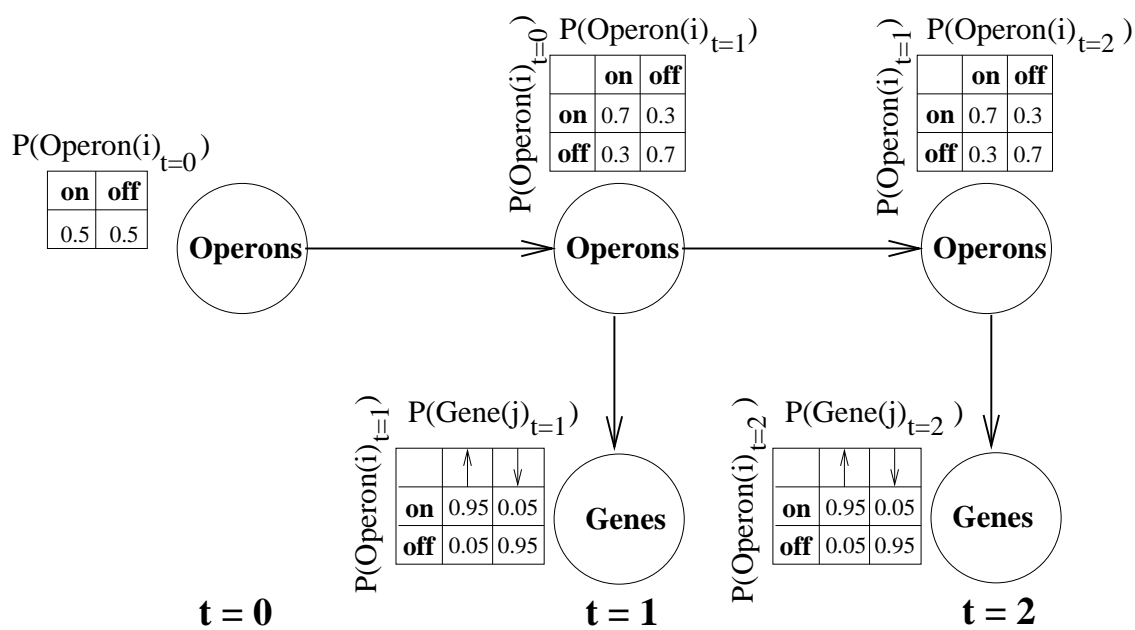 P(Operon(i)t=0)
on off
0.5 0.5
Operons
P(Operon(i)t=0)
P(Operon(i)t=1)
on off
on 0.7 0.3
off 0.3 0.7
Operons
P(Operon(i)t=1)
P(Operon(i)t=2)
on off
on 0.7 0.3
off 0.3 0.7
Operons
P(Operon(i)t=1)
P(Gene(j)t=1)
↑ ↓
on 0.95 0.05
off 0.05 0.95
Genes
P(Operon(i)t=2)
P(Gene(j)t=2)
↑ ↓
on 0.95 0.05
off 0.05 0.95
Genes
t = 0
t = 1
t = 2